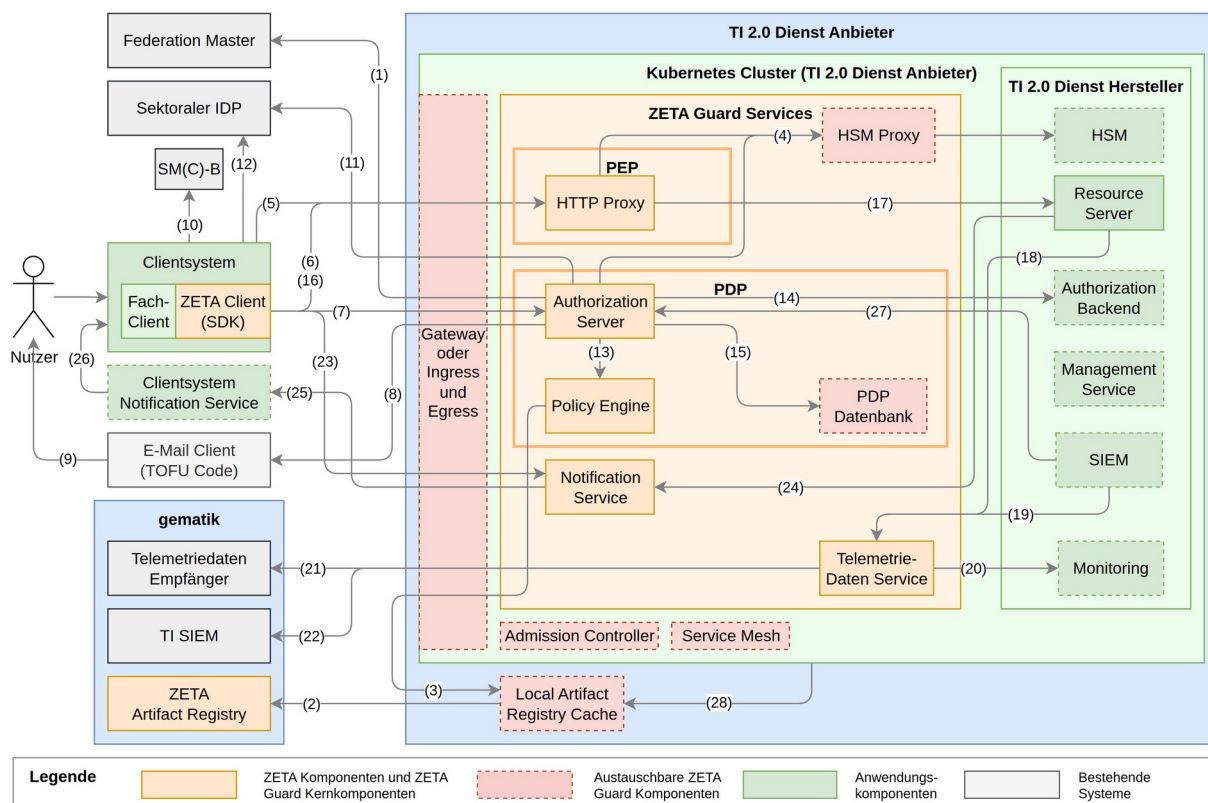 Federation Master
Sektoraler IDP
SM(C)-B
(1)
(11)
(12)
(10)
(5)
(6)
(16)
Clientsystem
Fach-
Client
ZETA Client
(SDK)
Nutzer
(7)
(26)
(23)
(8)
Clientsystem
Notification Service
(25)
(9)
E-Mail Client
(TOFU Code)
gematik
Telemetriedaten
Empfänger
(21)
TI SIEM
(22)
ZETA
Artifact Registry
(2)
TI 2.0 Dienst Anbieter
Kubernetes Cluster (TI 2.0 Dienst Anbieter)
Gateway
oder
Ingress
und
Egress
ZETA Guard Services
(4)
HSM Proxy
PEP
HTTP Proxy
(17)
PDP
Authorization
Server
(14)
(27)
(13)
(15)
Policy Engine
PDP
Datenbank
Notification
Service
(24)
Telemetrie-
Daten Service
(20)
(18)
(19)
TI 2.0 Dienst Hersteller
HSM
Resource
Server
Authorization
Backend
Management
Service
SIEM
Monitoring
Admission Controller
Service Mesh
(3)
Local Artifact
Registry Cache
(28)
Legende
ZETA Komponenten und ZETA
Guard Kernkomponenten
Austauschbare ZETA
Guard Komponenten
Anwendungs-
komponenten
Bestehende
Systeme